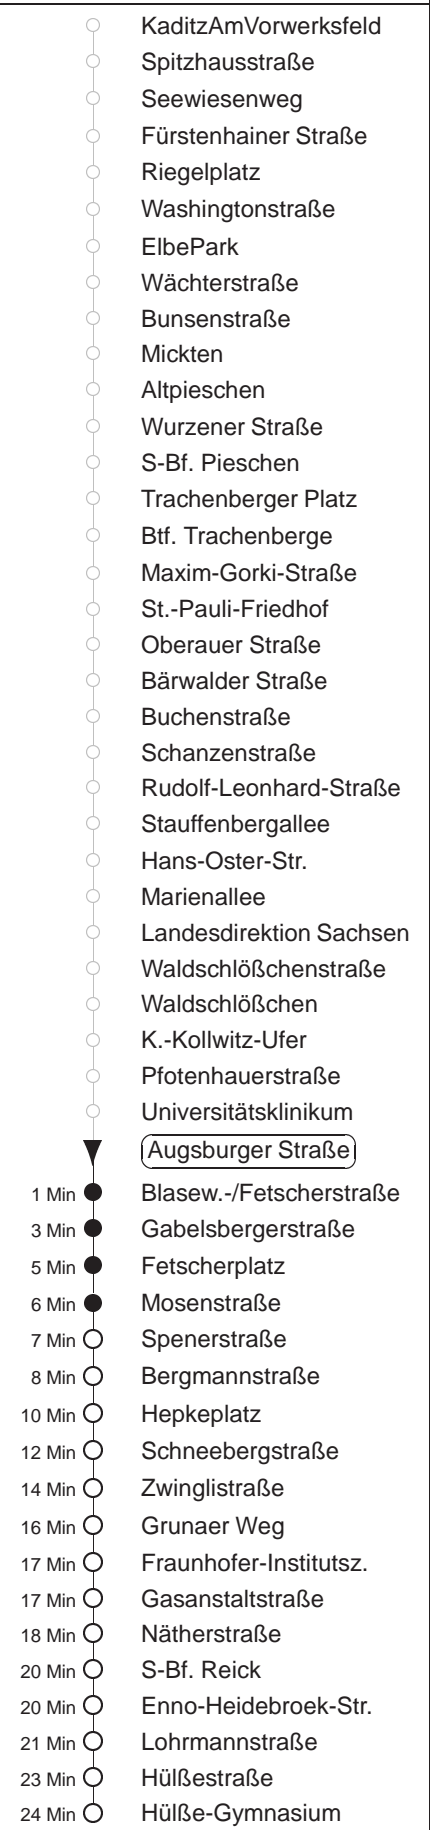 KaditzAmVorwerksfeld
Spitzhausstraße
Seewiesenweg
Fürstenhainer Straße
Riegelplatz
Washingtonstraße
ElbePark
Wächterstraße
Bunsenstraße
Mickten
Altpieschen
Wurzener Straße
S-Bf. Pieschen
Trachenberger Platz
Btf. Trachenberge
Maxim-Gorki-Straße
St.-Pauli-Friedhof
Oberauer Straße
Bärwalder Straße
Buchenstraße
Schanzenstraße
Rudolf-Leonhard-Straße
Stauffenbergallee
Hans-Oster-Str.
Marienallee
Landesdirektion Sachsen
Waldschlößchenstraße
Waldschlößchen
K.-Kollwitz-Ufer
Pfotenhauerstraße
Universitätsklinikum
Augsburger Straße
1 Min Blasew.-/Fetscherstraße
3 Min Gabelsbergerstraße
5 Min Fetscherplatz
6 Min Mosenstraße
7 Min Spenerstraße
8 Min Bergmannstraße
10 Min Hepkeplatz
12 Min Schneebergstraße
14 Min Zwinglistraße
16 Min Grunaer Weg
17 Min Fraunhofer-Institutsz.
17 Min Gasanstaltstraße
18 Min Nätherstraße
20 Min S-Bf. Reick
20 Min Enno-Heidebroek-Str.
21 Min Lohrmannstraße
23 Min Hülßestraße
24 Min Hülße-Gymnasium